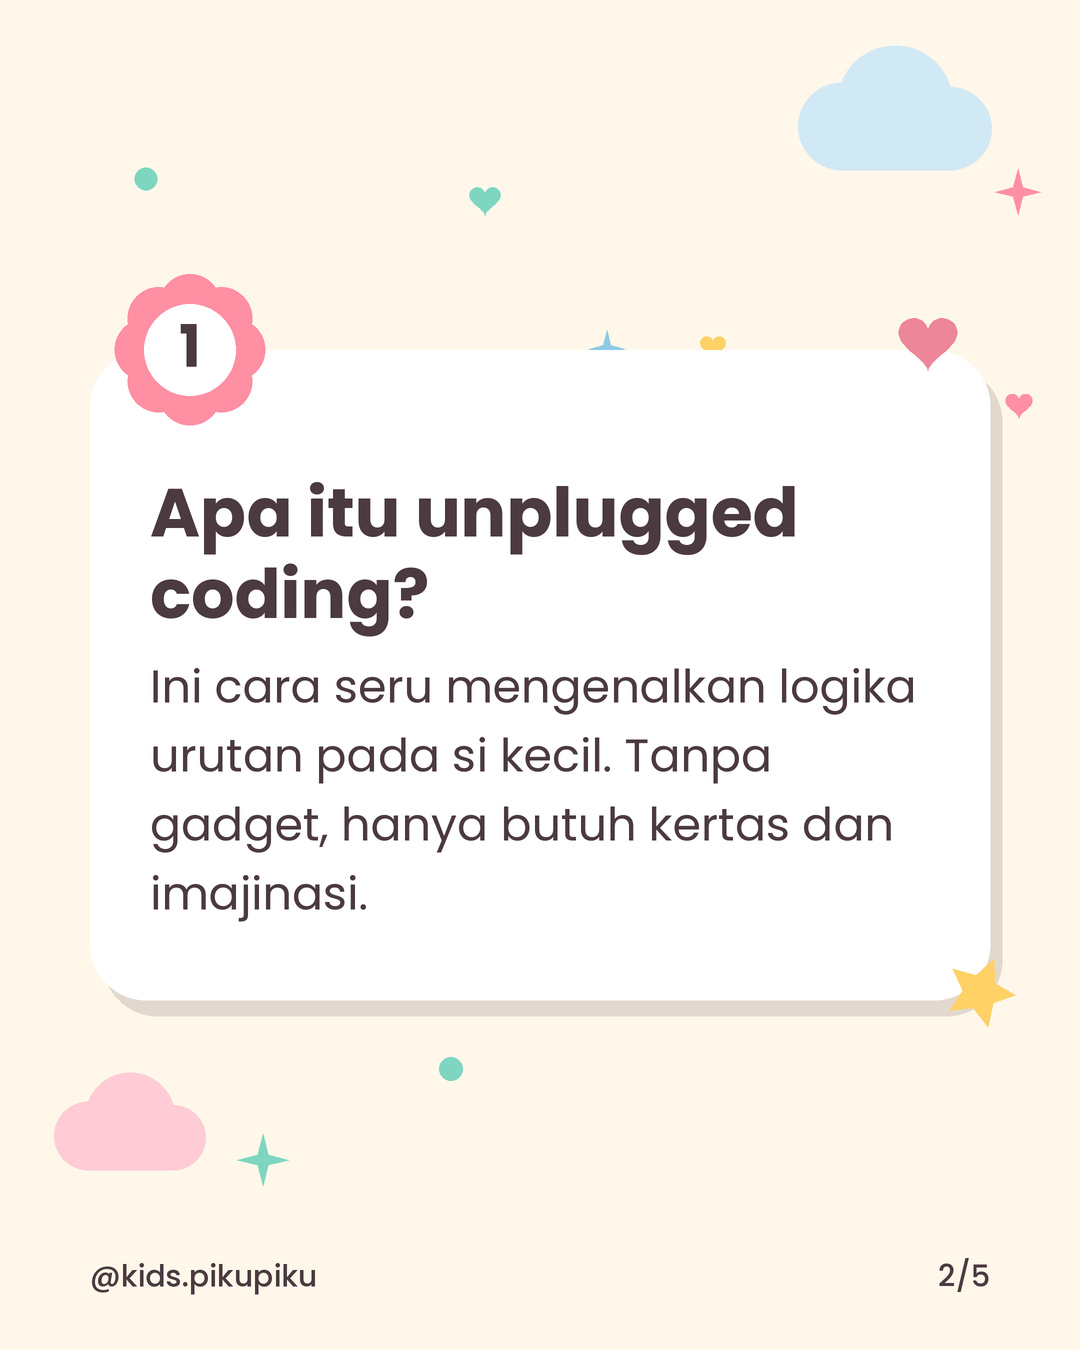 1
Apa itu unplugged
coding?
Ini cara seru mengenalkan logika
urutan pada si kecil. Tanpa
gadget, hanya butuh kertas dan
imajinasi.
@kids.pikupiku
2/5